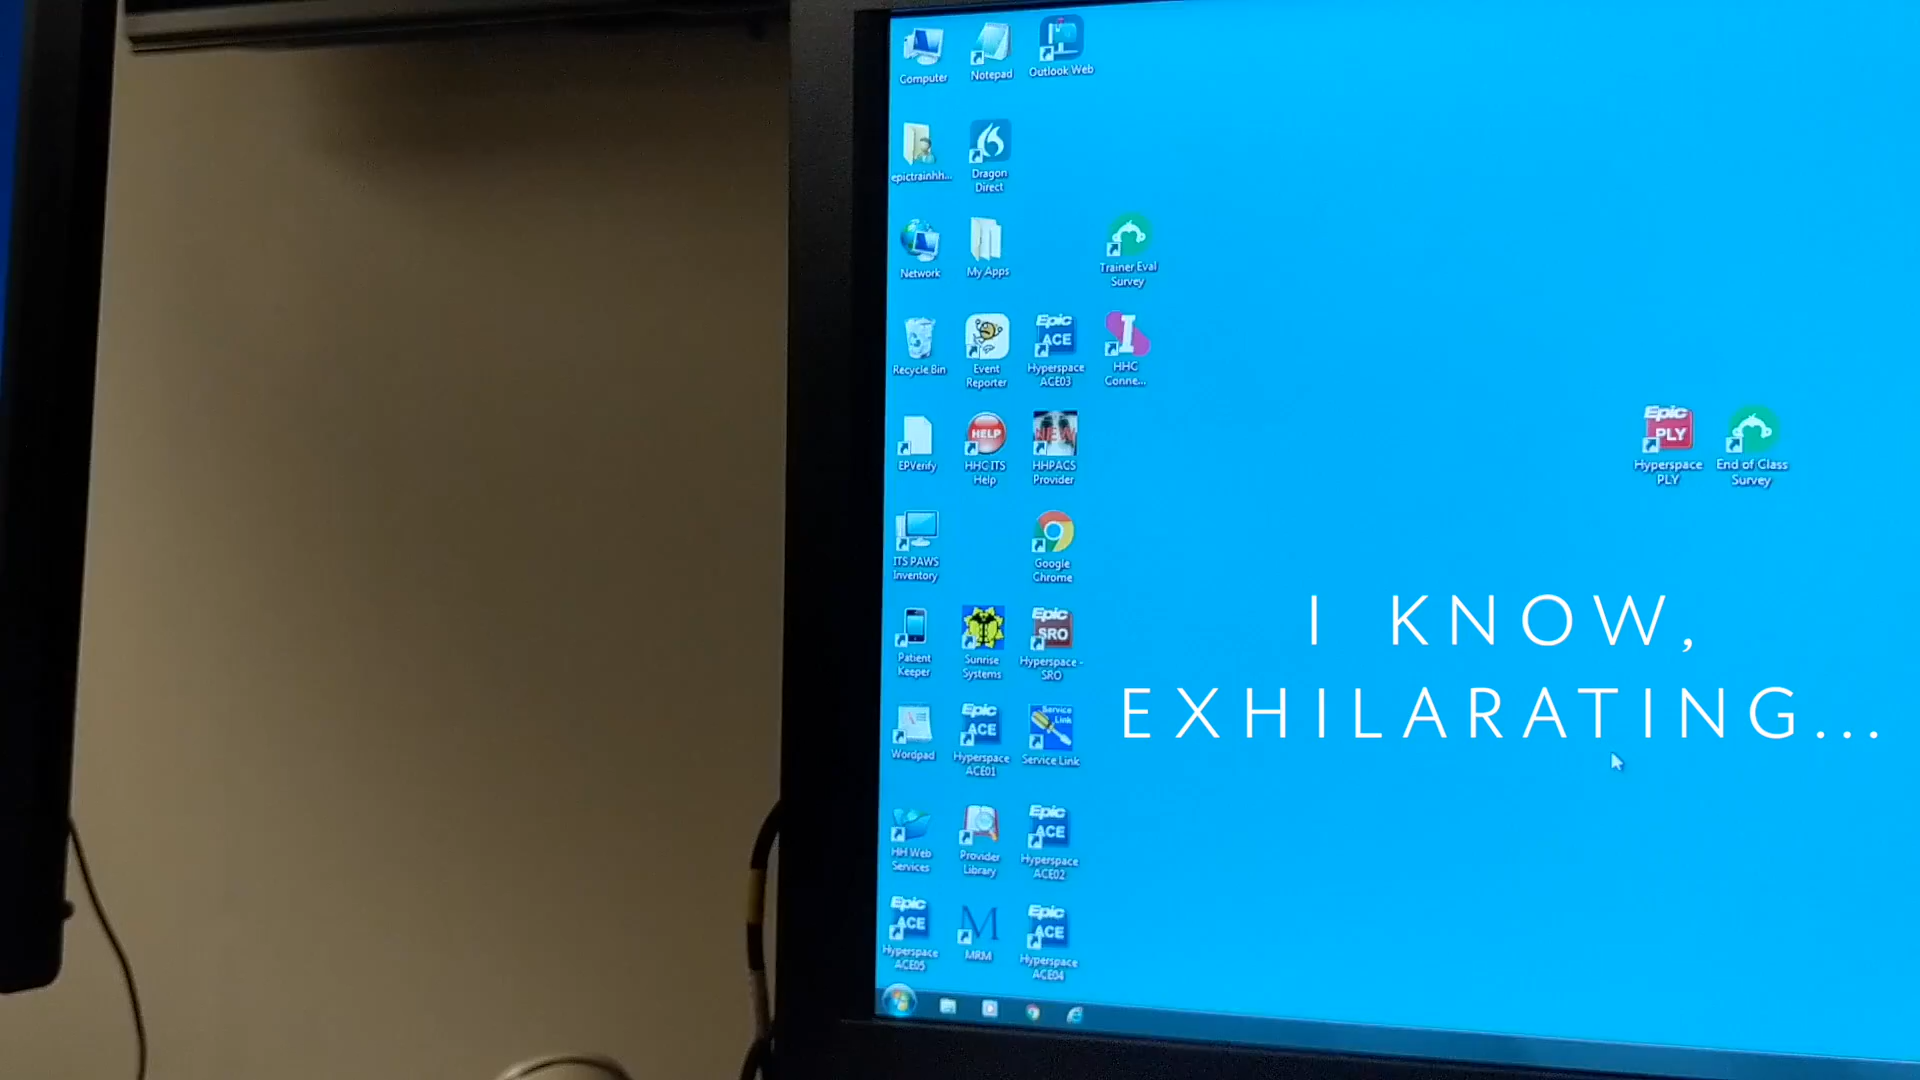 Computer
Notepad
Outlook Web
epictrainhh...
Dragon
Direct
Network
My Apps
Trainer Eval
Survey
Recycle Bin
Event
Reporter
Epic
ACE
Hyperspace
ACE03
I
HHC
Conne...
EPVerify
HELP
HHC ITS
Help
NEW
HHPACS
Provider
Epic
PLY
Hyperspace
PLY
End of Class
Survey
ITS PAWS
Inventory
Google
Chrome
Patient
Keeper
Sunrise
Systems
Epic
SRO
Hyperspace -
SRO
I KNOW,
EXHILARATING...
Wordpad
Epic
ACE
Hyperspace
ACE01
Service
Link
Service Link
HH Web
Services
Provider
Library
Epic
ACE
Hyperspace
ACE02
Epic
ACE
Hyperspace
ACE05
M
MRM
Epic
ACE
Hyperspace
ACE04